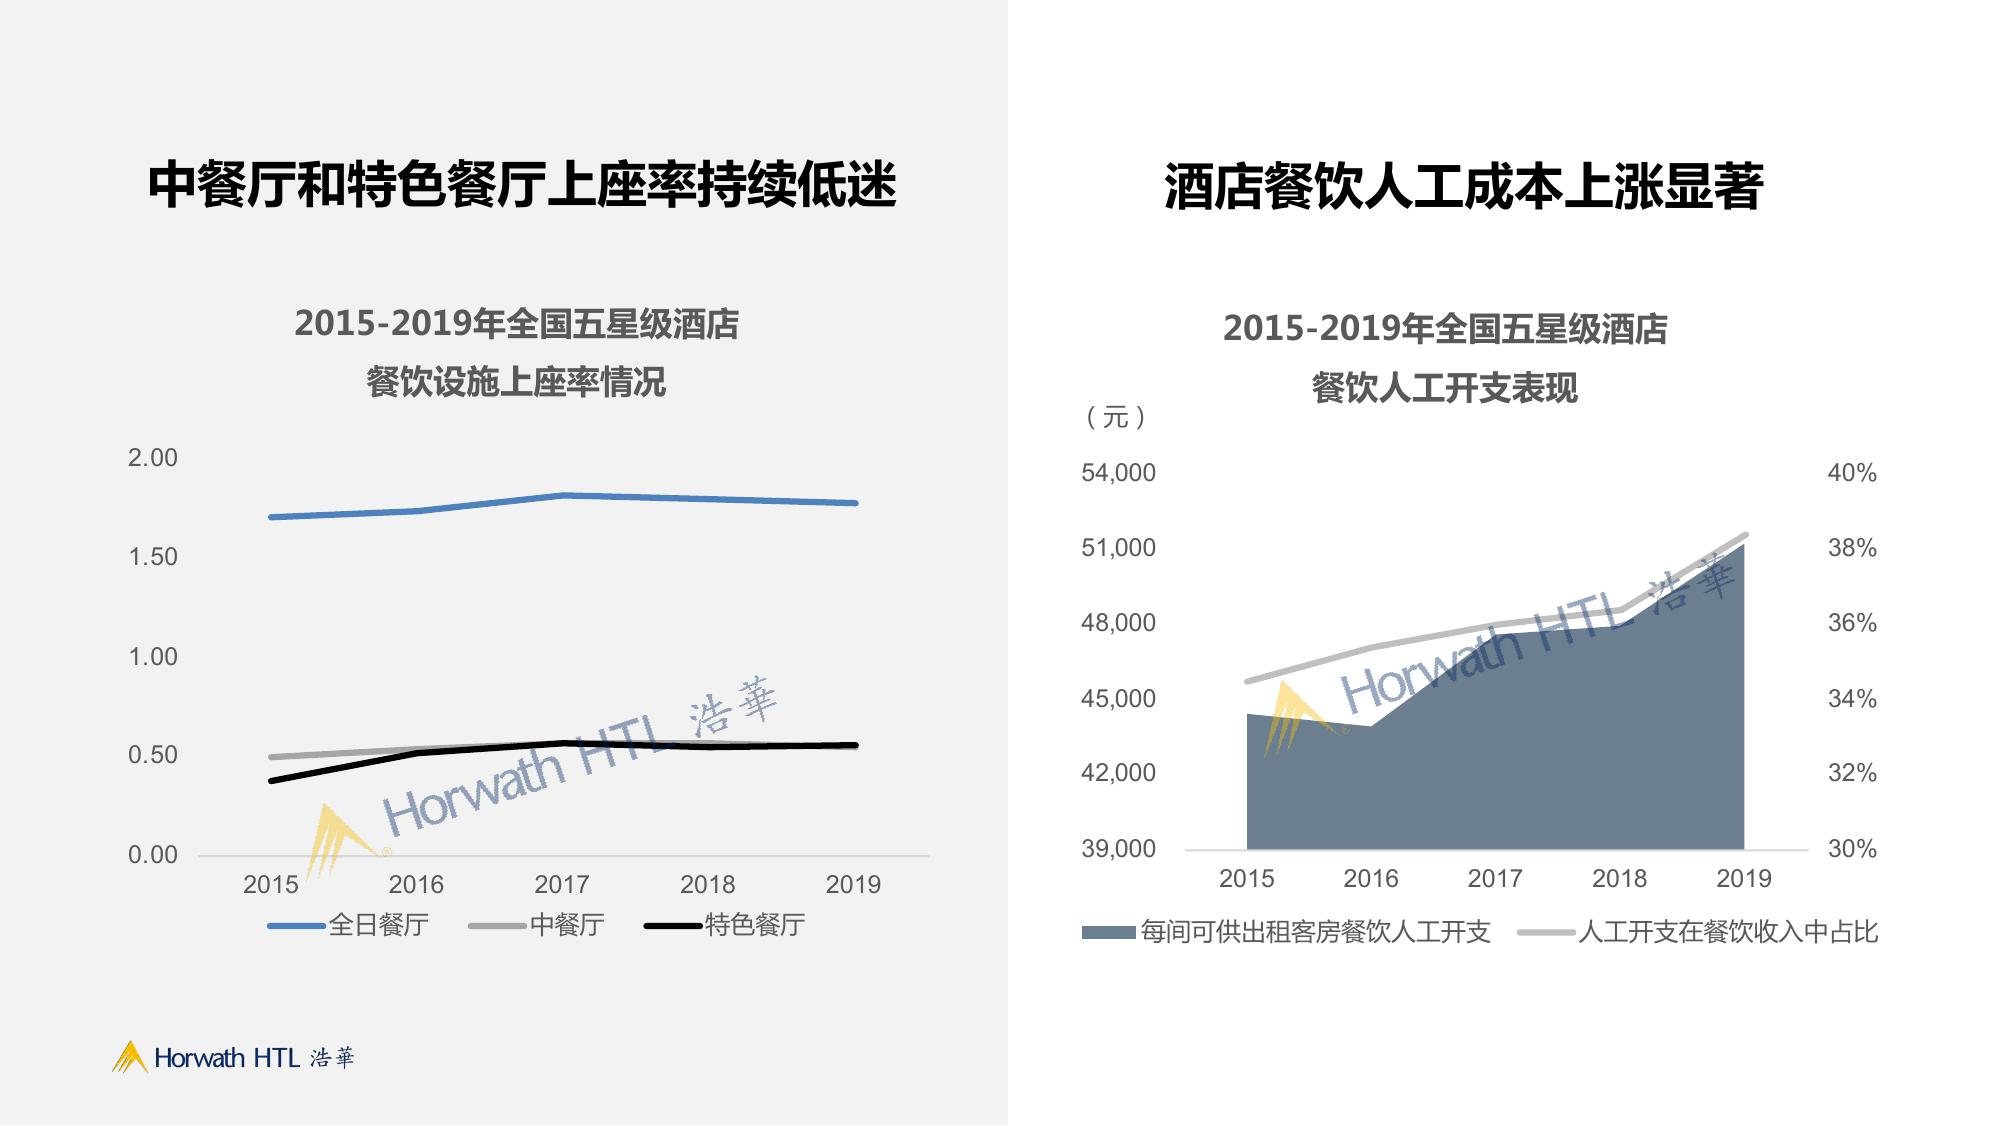 中餐厅和特色餐厅上座率持续低迷
2015-2019年全国五星级酒店
餐饮设施上座率情况
2.00
1.50
1.00
0.50
0.00
2015 2016 2017 2018 2019
全日餐厅 中餐厅 特色餐厅
Horwath HTL 浩華
®
Horwath HTL 浩華
酒店餐饮人工成本上涨显著
2015-2019年全国五星级酒店
餐饮人工开支表现
（元）
54,000 40%
51,000 38%
48,000 36%
45,000 34%
42,000 32%
39,000 30%
2015 2016 2017 2018 2019
每间可供出租客房餐饮人工开支 人工开支在餐饮收入中占比
Horwath HTL 浩華
®